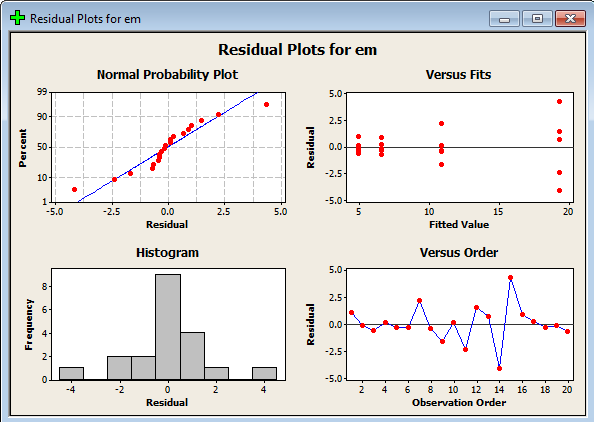 Residual Plots for em
Residual Plots for em
Normal Probability Plot
Versus Fits
99
90
50
10
1
Percent
-5.0 -2.5 0.0 2.5 5.0
Residual
5.0
2.5
0.0
-2.5
-5.0
Residual
5 10 15 20
Fitted Value
Histogram
Versus Order
8
6
4
2
0
Frequency
-4 -2 0 2 4
Residual
5.0
2.5
0.0
-2.5
-5.0
Residual
2 4 6 8 10 12 14 16 18 20
Observation Order